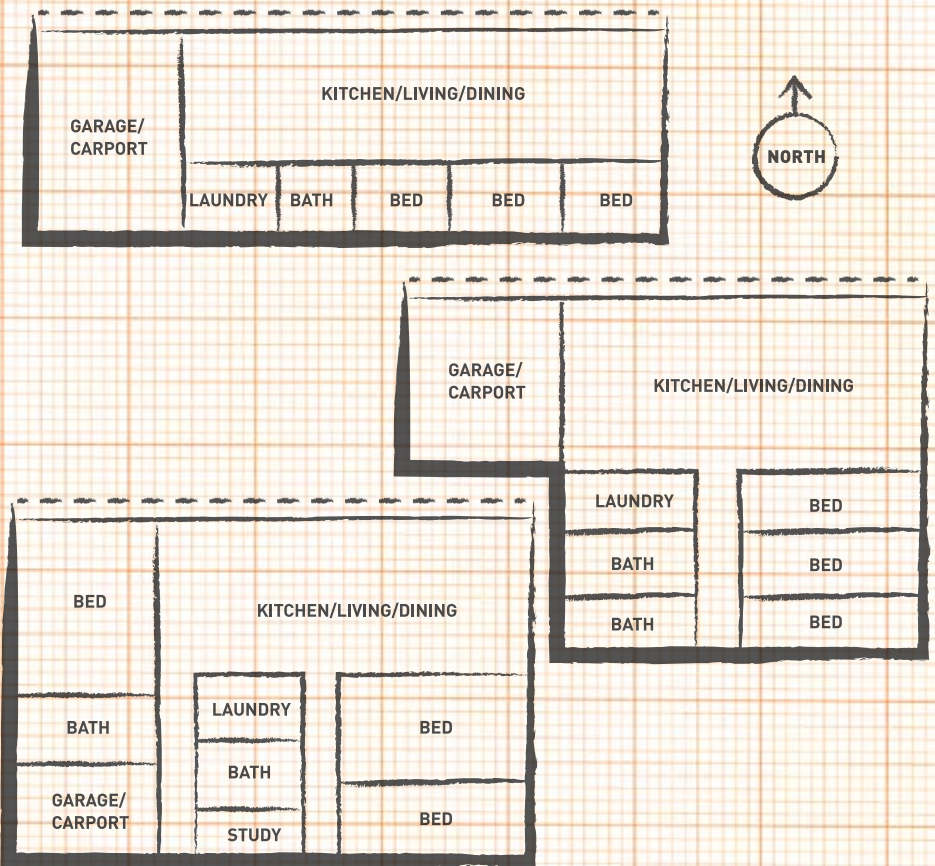 KITCHEN/LIVING/DINING
GARAGE/
CARPORT
LAUNDRY
BATH
BED
BED
BED
NORTH
GARAGE/
CARPORT
KITCHEN/LIVING/DINING
LAUNDRY
BED
BATH
BED
BATH
BED
BED
KITCHEN/LIVING/DINING
BATH
LAUNDRY
BED
BATH
GARAGE/
CARPORT
STUDY
BED